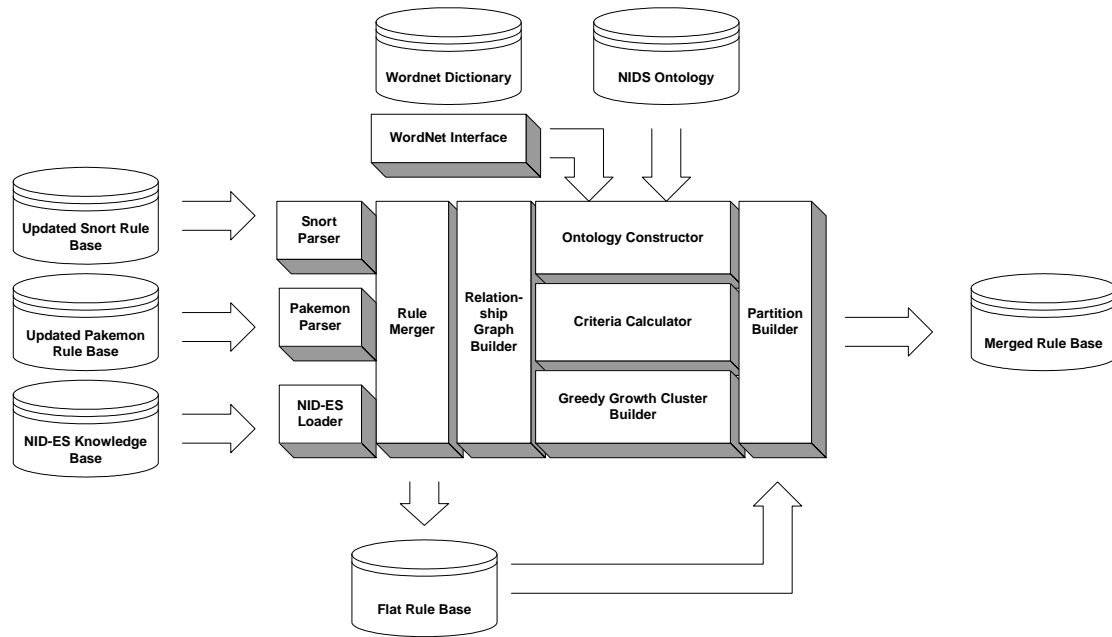 Wordnet Dictionary
NIDS Ontology
WordNet Interface
Updated Snort Rule
Base
Snort
Parser
Ontology Constructor
Updated Pakemon
Rule Base
Pakemon
Parser
Rule
Merger
Relation-
ship
Graph
Builder
Criteria Calculator
Partition
Builder
Merged Rule Base
NID-ES Knowledge
Base
NID-ES
Loader
Greedy Growth Cluster
Builder
Flat Rule Base